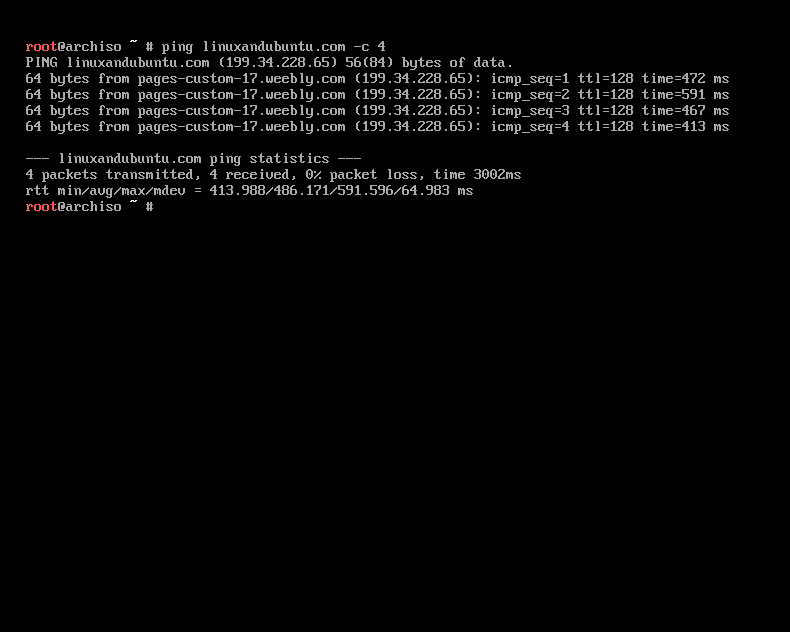 root@archiso ~ # ping linuxandubuntu.com -c 4
PING linuxandubuntu.com (199.34.228.65) 56(84) bytes of data.
64 bytes from pages-custom-17.weebly.com (199.34.228.65): icmp_seq=1 ttl=128 time=472 ms
64 bytes from pages-custom-17.weebly.com (199.34.228.65): icmp_seq=2 ttl=128 time=591 ms
64 bytes from pages-custom-17.weebly.com (199.34.228.65): icmp_seq=3 ttl=128 time=467 ms
64 bytes from pages-custom-17.weebly.com (199.34.228.65): icmp_seq=4 ttl=128 time=413 ms
--- linuxandubuntu.com ping statistics ---
4 packets transmitted, 4 received, 0% packet loss, time 3002ms
rtt min/avg/max/mdev = 413.988/486.171/591.596/64.983 ms
root@archiso ~ #